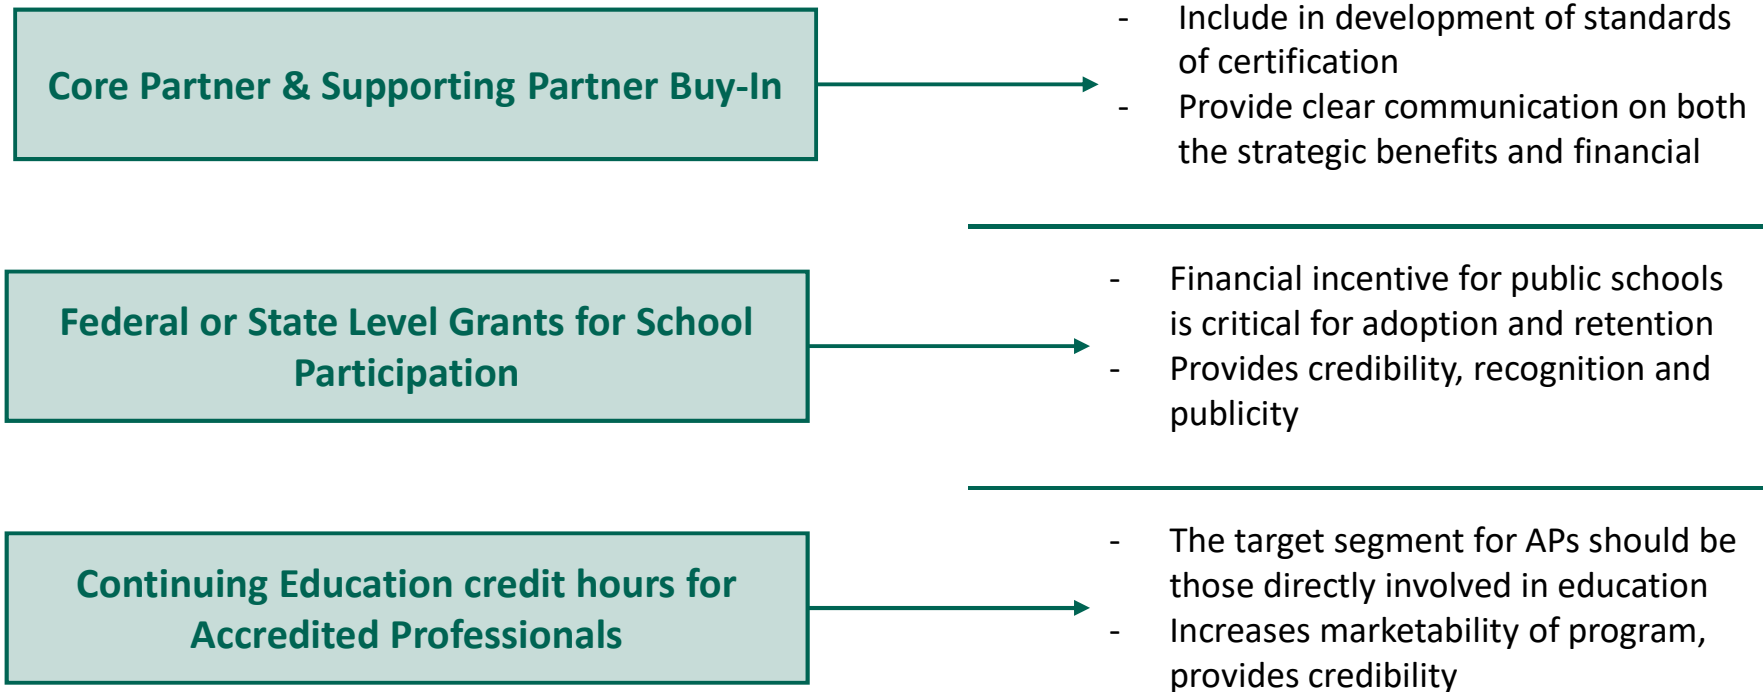 Core Partner & Supporting Partner Buy-In
- Include in development of standards
of certification
- Provide clear communication on both
the strategic benefits and financial
Federal or State Level Grants for School
Participation
- Financial incentive for public schools
is critical for adoption and retention
- Provides credibility, recognition and
publicity
Continuing Education credit hours for
Accredited Professionals
- The target segment for APs should be
those directly involved in education
- Increases marketability of program,
provides credibility